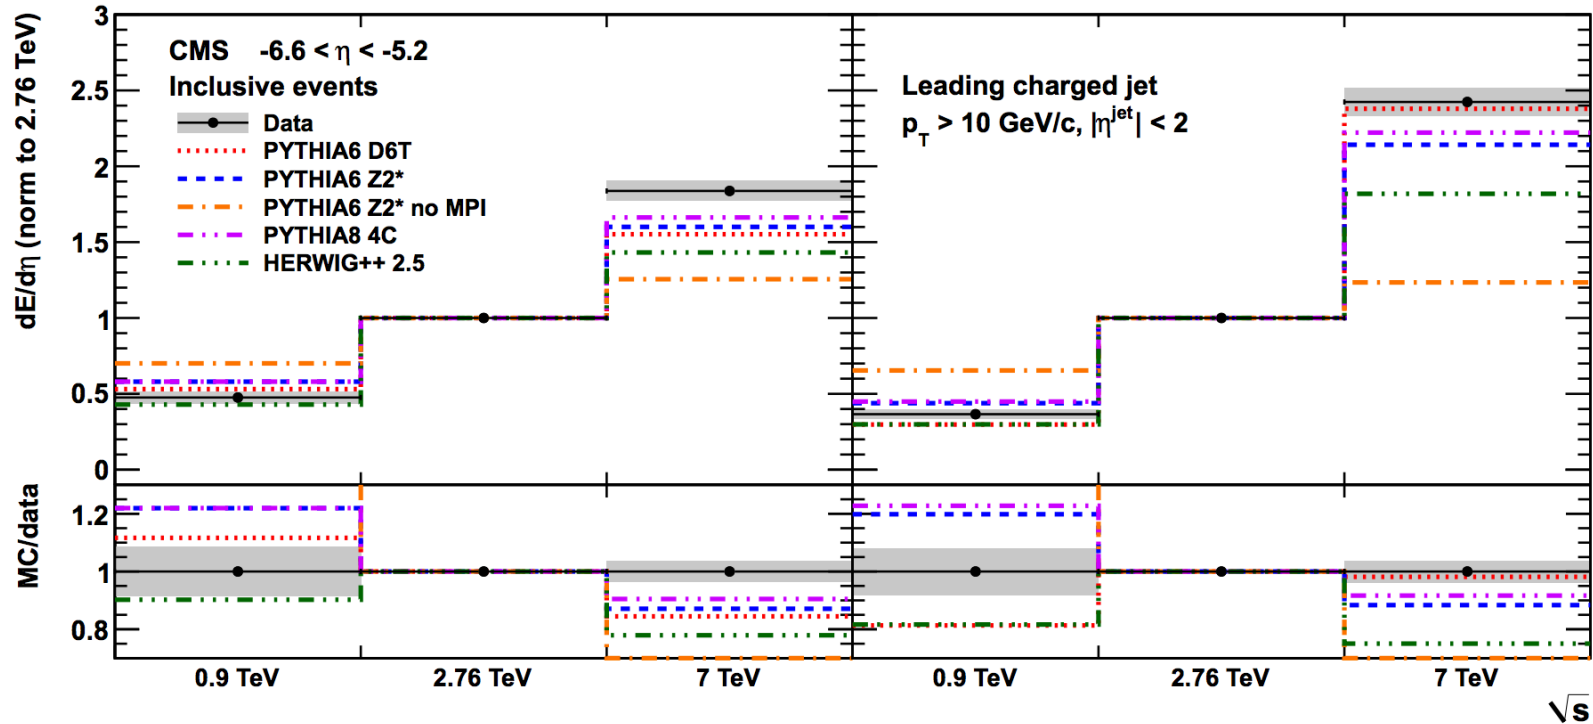 dE/dη (norm to 2.76 TeV)
3
2.5
2
1.5
1
0.5
0
CMS -6.6 < η < -5.2
Inclusive events
Data
PYTHIA6 D6T
PYTHIA6 Z2*
PYTHIA6 Z2* no MPI
PYTHIA8 4C
HERWIG++ 2.5
Leading charged jet
p_T > 10 GeV/c, |η^jet| < 2
MC/data
1.2
1
0.8
0.9 TeV 2.76 TeV 7 TeV 0.9 TeV 2.76 TeV 7 TeV
√s